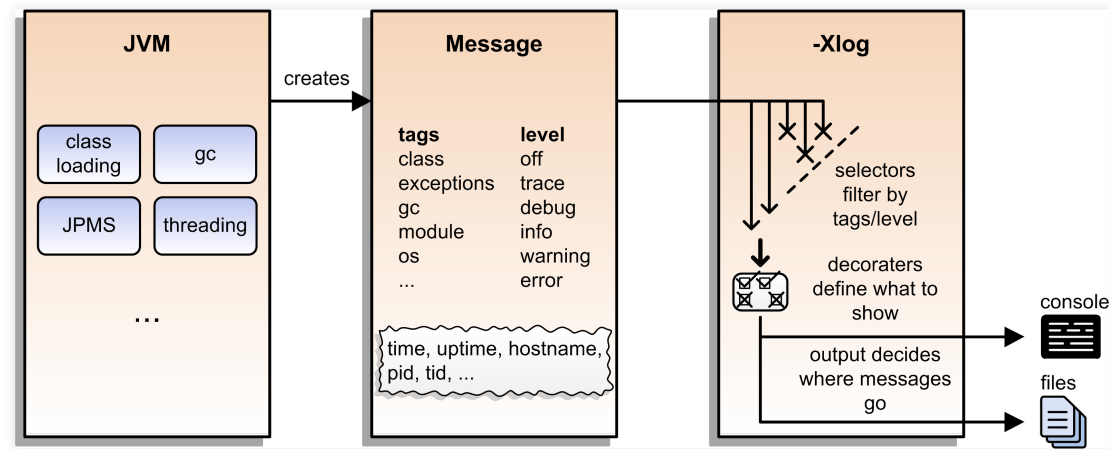 JVM
class
loading
gc
JPMS
threading
...
creates
Message
tags level
class off
exceptions trace
gc debug
module info
os warning
... error
time, uptime, hostname,
pid, tid, ...
-Xlog
selectors
filter by
tags/level
decoraters
define what to
show
output decides
where messages
go
console
files